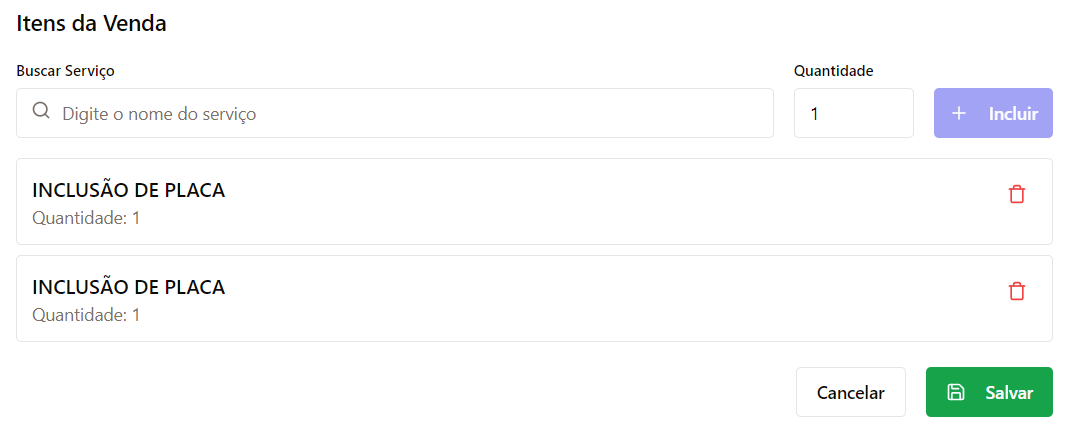 Itens da Venda
Buscar Serviço
Quantidade
Digite o nome do serviço
1
Incluir
INCLUSÃO DE PLACA
Quantidade: 1
INCLUSÃO DE PLACA
Quantidade: 1
Cancelar
Salvar